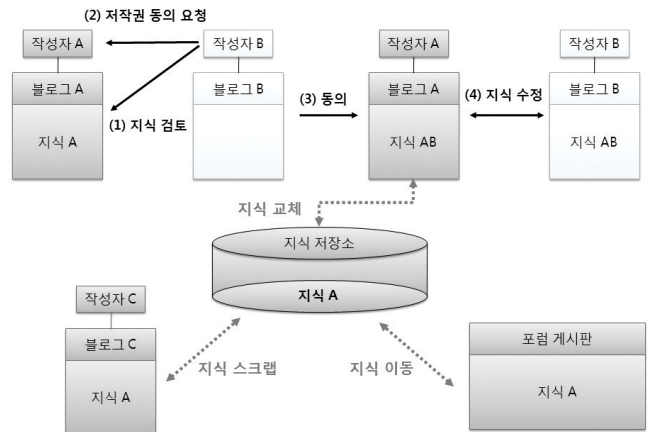 (2) 저작권 동의 요청
작성자 A
작성자 B
작성자 A
작성자 B
블로그 A
블로그 B
(3) 동의
블로그 A
(4) 지식 수정
블로그 B
(1) 지식 검토
지식 A
지식 AB
지식 AB
지식 교체
지식 저장소
지식 A
작성자 C
블로그 C
지식 A
지식 스크랩
지식 이동
포럼 게시판
지식 A